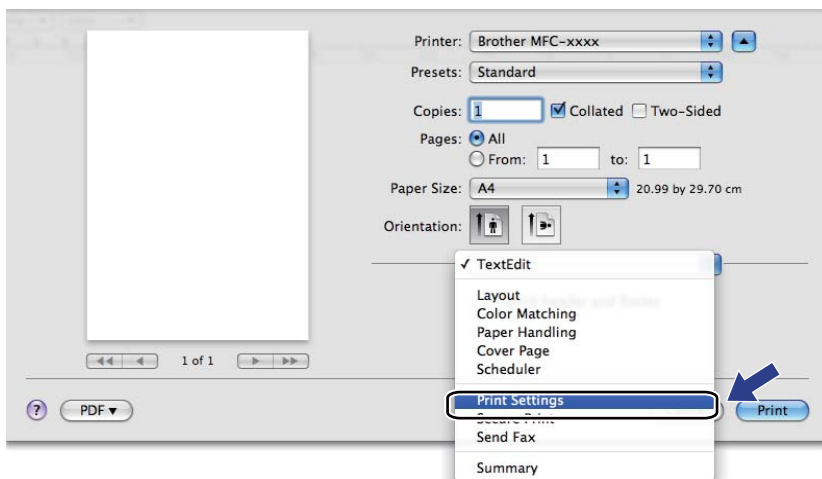 Printer: Brother MFC-xxxx
Presets: Standard
Copies: 1 Collated Two-Sided
Pages: All
From: 1 to: 1
Paper Size: A4 20.99 by 29.70 cm
Orientation:
✓ TextEdit
Layout
Color Matching
Paper Handling
Cover Page
Scheduler
Print Settings
Secure Print
Send Fax
Summary
1 of 1
? PDF▼
Print